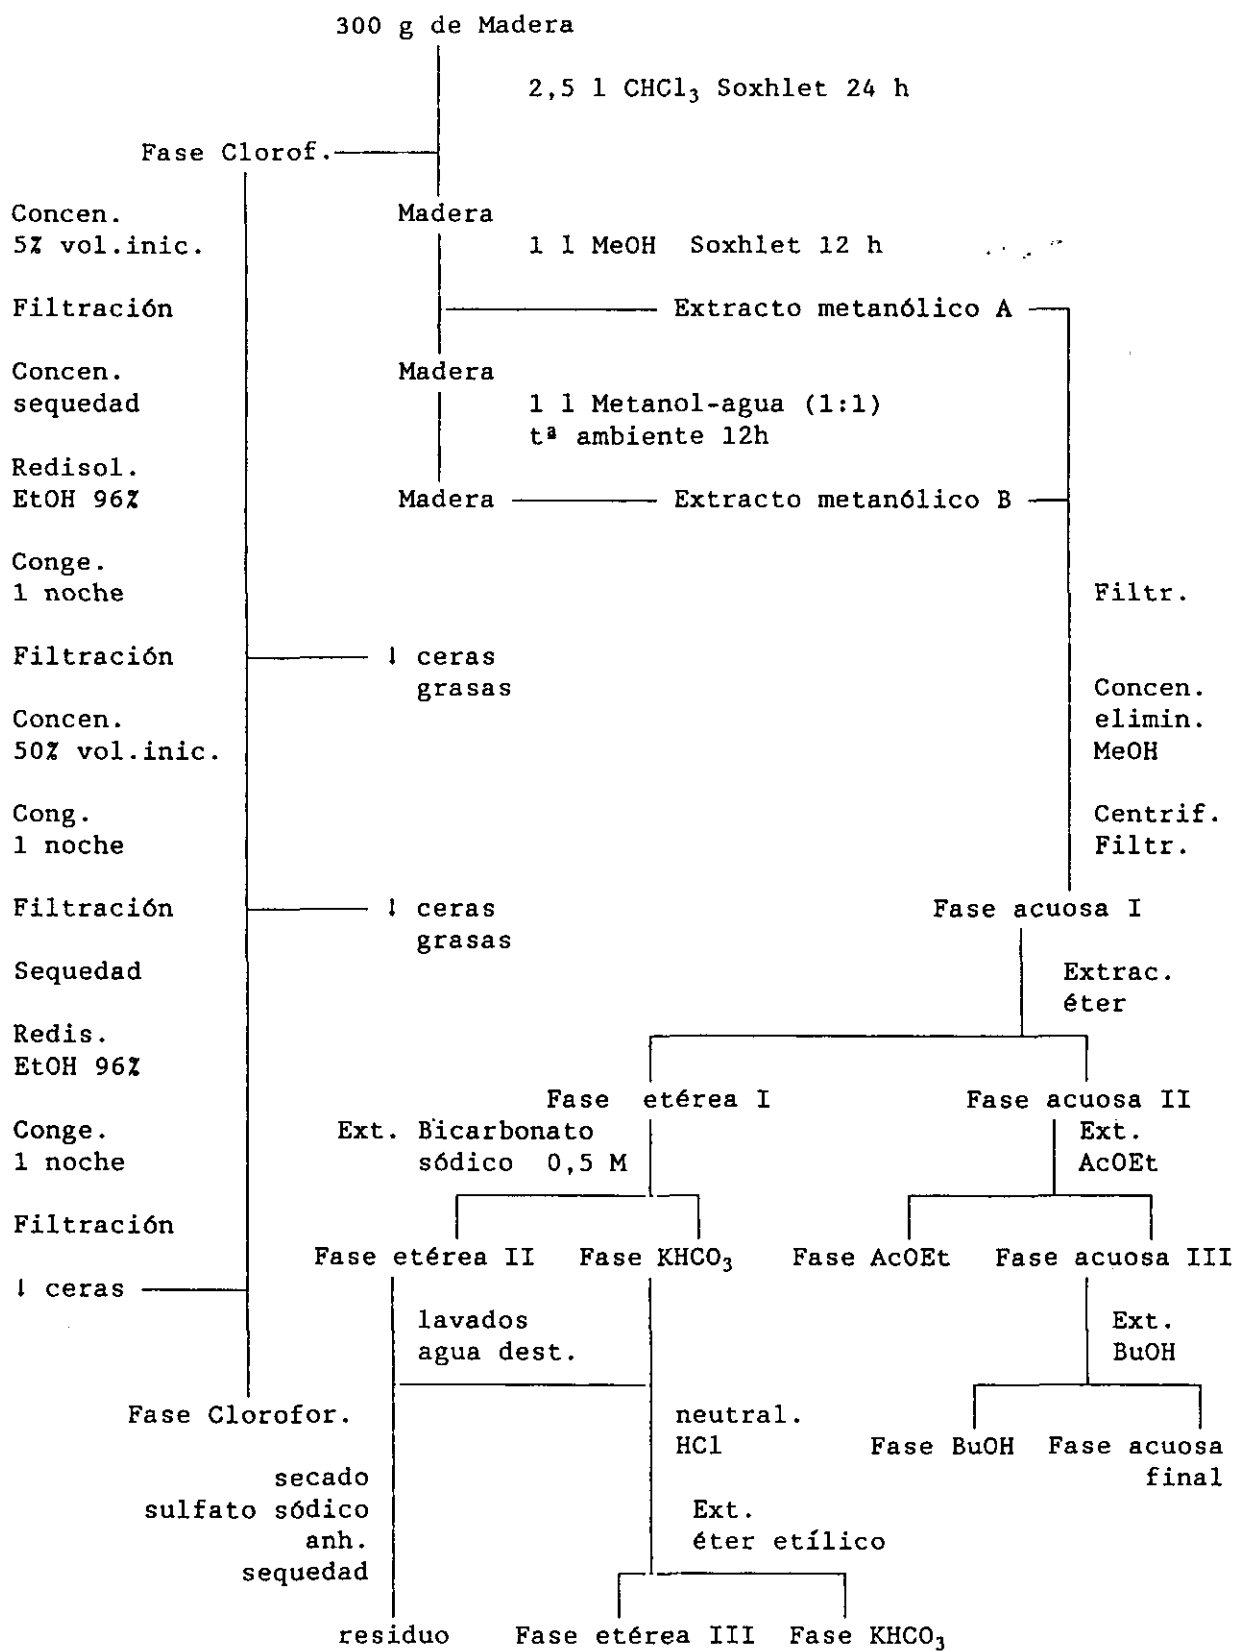 300 g de Madera
2,5 l CHCl₃ Soxhlet 24 h
Fase Clorof.
Concen.
5% vol.inic.
Madera
1 l MeOH Soxhlet 12 h
Filtración
Extracto metanólico A
Concen.
sequedad
Madera
1 l Metanol-agua (1:1)
tª ambiente 12h
Redisol.
EtOH 96%
Madera
Extracto metanólico B
Conge.
1 noche
Filtr.
Filtración
↓ ceras
grasas
Concen.
elimin.
MeOH
Concen.
50% vol.inic.
Cong.
1 noche
Centrif.
Filtr.
Filtración
↓ ceras
grasas
Fase acuosa I
Sequedad
Extrac.
éter
Redis.
EtOH 96%
Fase etérea I
Fase acuosa II
Conge.
1 noche
Ext. Bicarbonato
sódico 0,5 M
Ext.
AcOEt
Filtración
Fase etérea II
Fase KHCO₃
Fase AcOEt
Fase acuosa III
↓ ceras
lavados
agua dest.
Ext.
BuOH
Fase Clorofor.
neutral.
HCl
Fase BuOH
Fase acuosa
final
secado
sulfato sódico
anh.
sequedad
Ext.
éter etílico
residuo
Fase etérea III
Fase KHCO₃